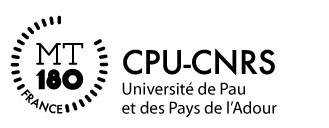 MT
180
FRANCE
CPU-CNRS
Université de Pau
et des Pays de l'Adour